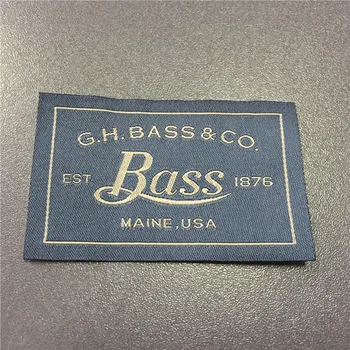 G.H. BASS & CO.
EST Bass 1876
MAINE, USA